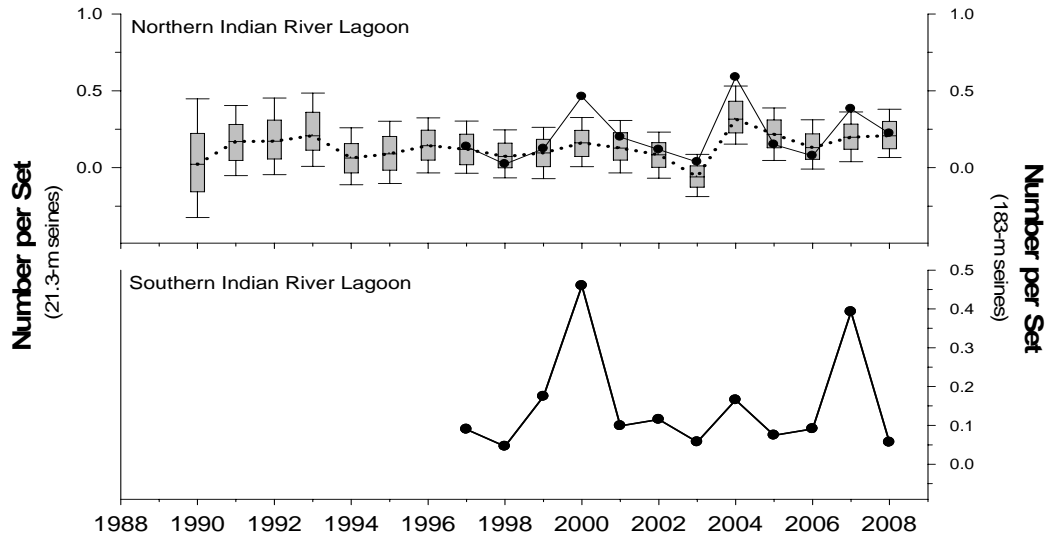 Northern Indian River Lagoon
1.0
0.5
0.0
1.0
0.5
0.0
Number per Set
(21.3-m seines)
Number per Set
(183-m seines)
Southern Indian River Lagoon
0.5
0.4
0.3
0.2
0.1
0.0
1988 1990 1992 1994 1996 1998 2000 2002 2004 2006 2008